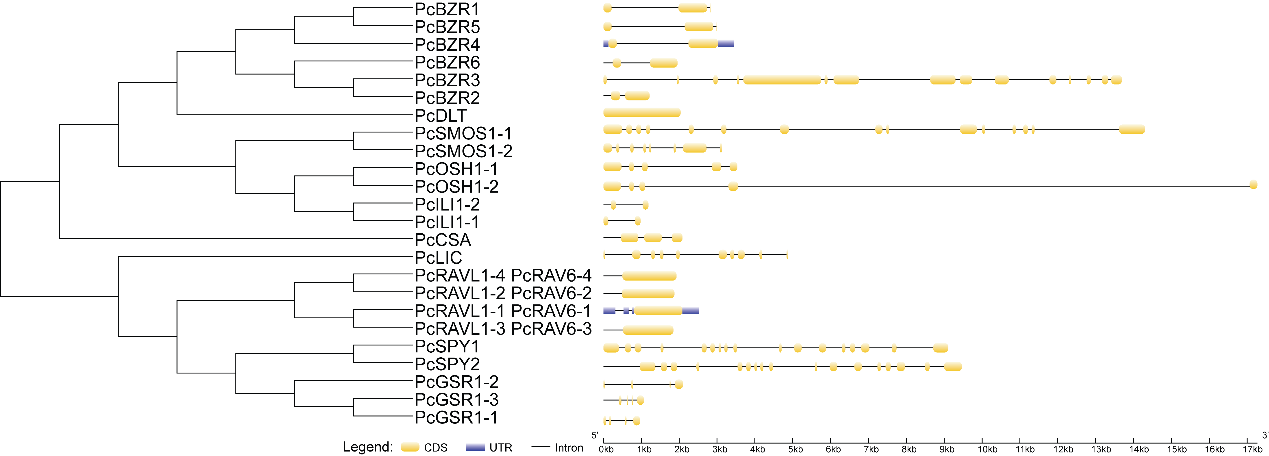 PcBZR1
PcBZR5
PcBZR4
PcBZR6
PcBZR3
PcBZR2
PcDLT
PcSMOS1-1
PcSMOS1-2
PcOSH1-1
PcOSH1-2
PcILI1-2
PcILI1-1
PcCSA
PcLIC
PcRAVL1-4 PcRAV6-4
PcRAVL1-2 PcRAV6-2
PcRAVL1-1 PcRAV6-1
PcRAVL1-3 PcRAV6-3
PcSPY1
PcSPY2
PcGSR1-2
PcGSR1-3
PcGSR1-1
5' 3'
Legend: CDS UTR Intron
0kb 1kb 2kb 3kb 4kb 5kb 6kb 7kb 8kb 9kb 10kb 11kb 12kb 13kb 14kb 15kb 16kb 17kb